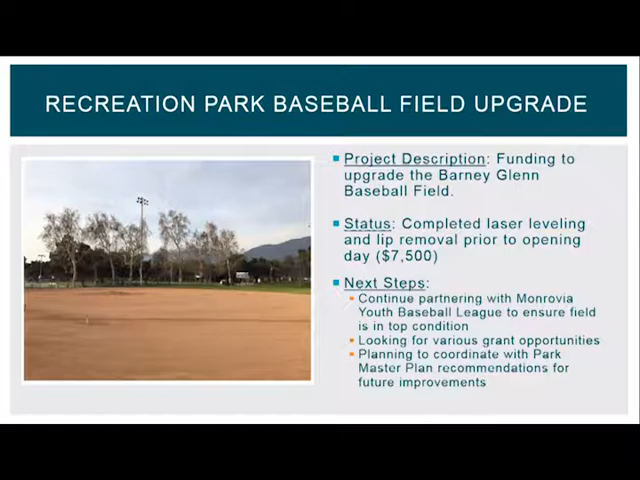 RECREATION PARK BASEBALL FIELD UPGRADE
Project Description: Funding to
upgrade the Barney Glenn
Baseball Field.
Status: Completed laser leveling
and lip removal prior to opening
day ($7,500)
Next Steps:
Continue partnering with Monrovia
Youth Baseball League to ensure field
is in top condition
Looking for various grant opportunities
Planning to coordinate with Park
Master Plan recommendations for
future improvements